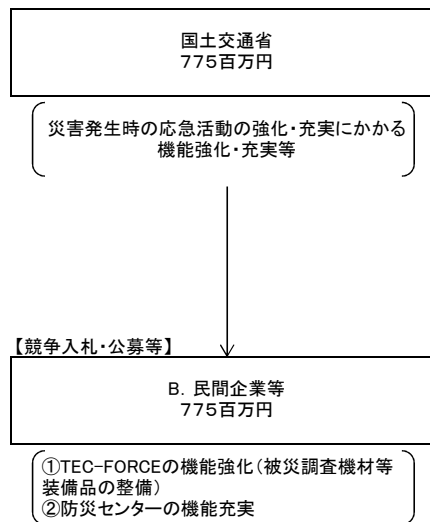 国土交通省
775百万円
災害発生時の応急活動の強化・充実にかかる
機能強化・充実等
【競争入札・公募等】
B．民間企業等
775百万円
①TEC-FORCEの機能強化（被災調査機材等
装備品の整備）
②防災センターの機能充実